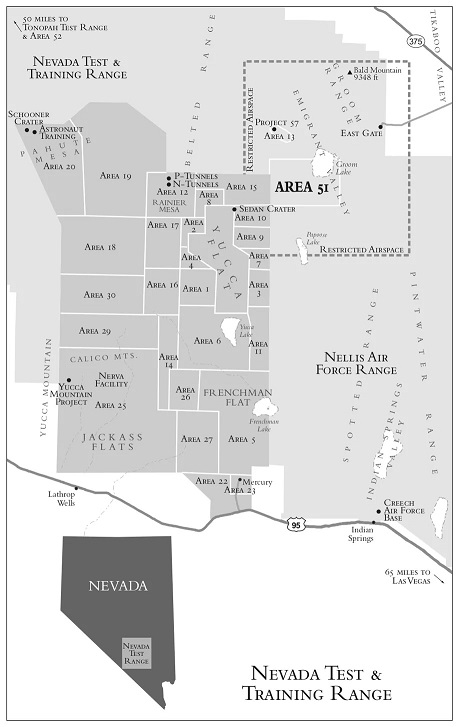 50 MILES TO
TONOPAH TEST RANGE
& AREA 52
NEVADA TEST &
TRAINING RANGE
BELTED RANGE
TIKABOO VALLEY
375
Bald Mountain
9348 ft
GROOM RANGE
EMIGRANT VALLEY
RESTRICTED AIRSPACE
PROJECT 57
AREA 13
EAST GATE
Groom
Lake
AREA 51
SCHOONER
CRATER
ASTRONAUT
TRAINING
PAHUTE
MESA
AREA 20
AREA 19
P-TUNNELS
N-TUNNELS
AREA 12
RAINIER
MESA
AREA 15
AREA
8
SEDAN CRATER
AREA 10
AREA 17
AREA
2
AREA 9
Papoose
Lake
RESTRICTED AIRSPACE
AREA 18
YUCCA FLAT
AREA
4
AREA
7
AREA 30
AREA 16
AREA 1
AREA
3
AREA 29
AREA 6
Yucca
Lake
AREA
11
CALICO MTS.
AREA
14
NELLIS AIR
FORCE RANGE
YUCCA MOUNTAIN
NERVA
FACILITY
YUCCA
MOUNTAIN
PROJECT
AREA 25
AREA
26
FRENCHMAN
FLAT
Frenchman
Lake
SPOTTED RANGE
PINTWATER RANGE
INDIAN SPRINGS
VALLEY
JACKASS
FLATS
AREA 27
AREA 5
AREA 22
Mercury
AREA 23
Lathrop
Wells
95
CREECH
AIR FORCE
BASE
Indian
Springs
65 MILES TO
LAS VEGAS
NEVADA
NEVADA
TEST
RANGE
NEVADA TEST &
TRAINING RANGE